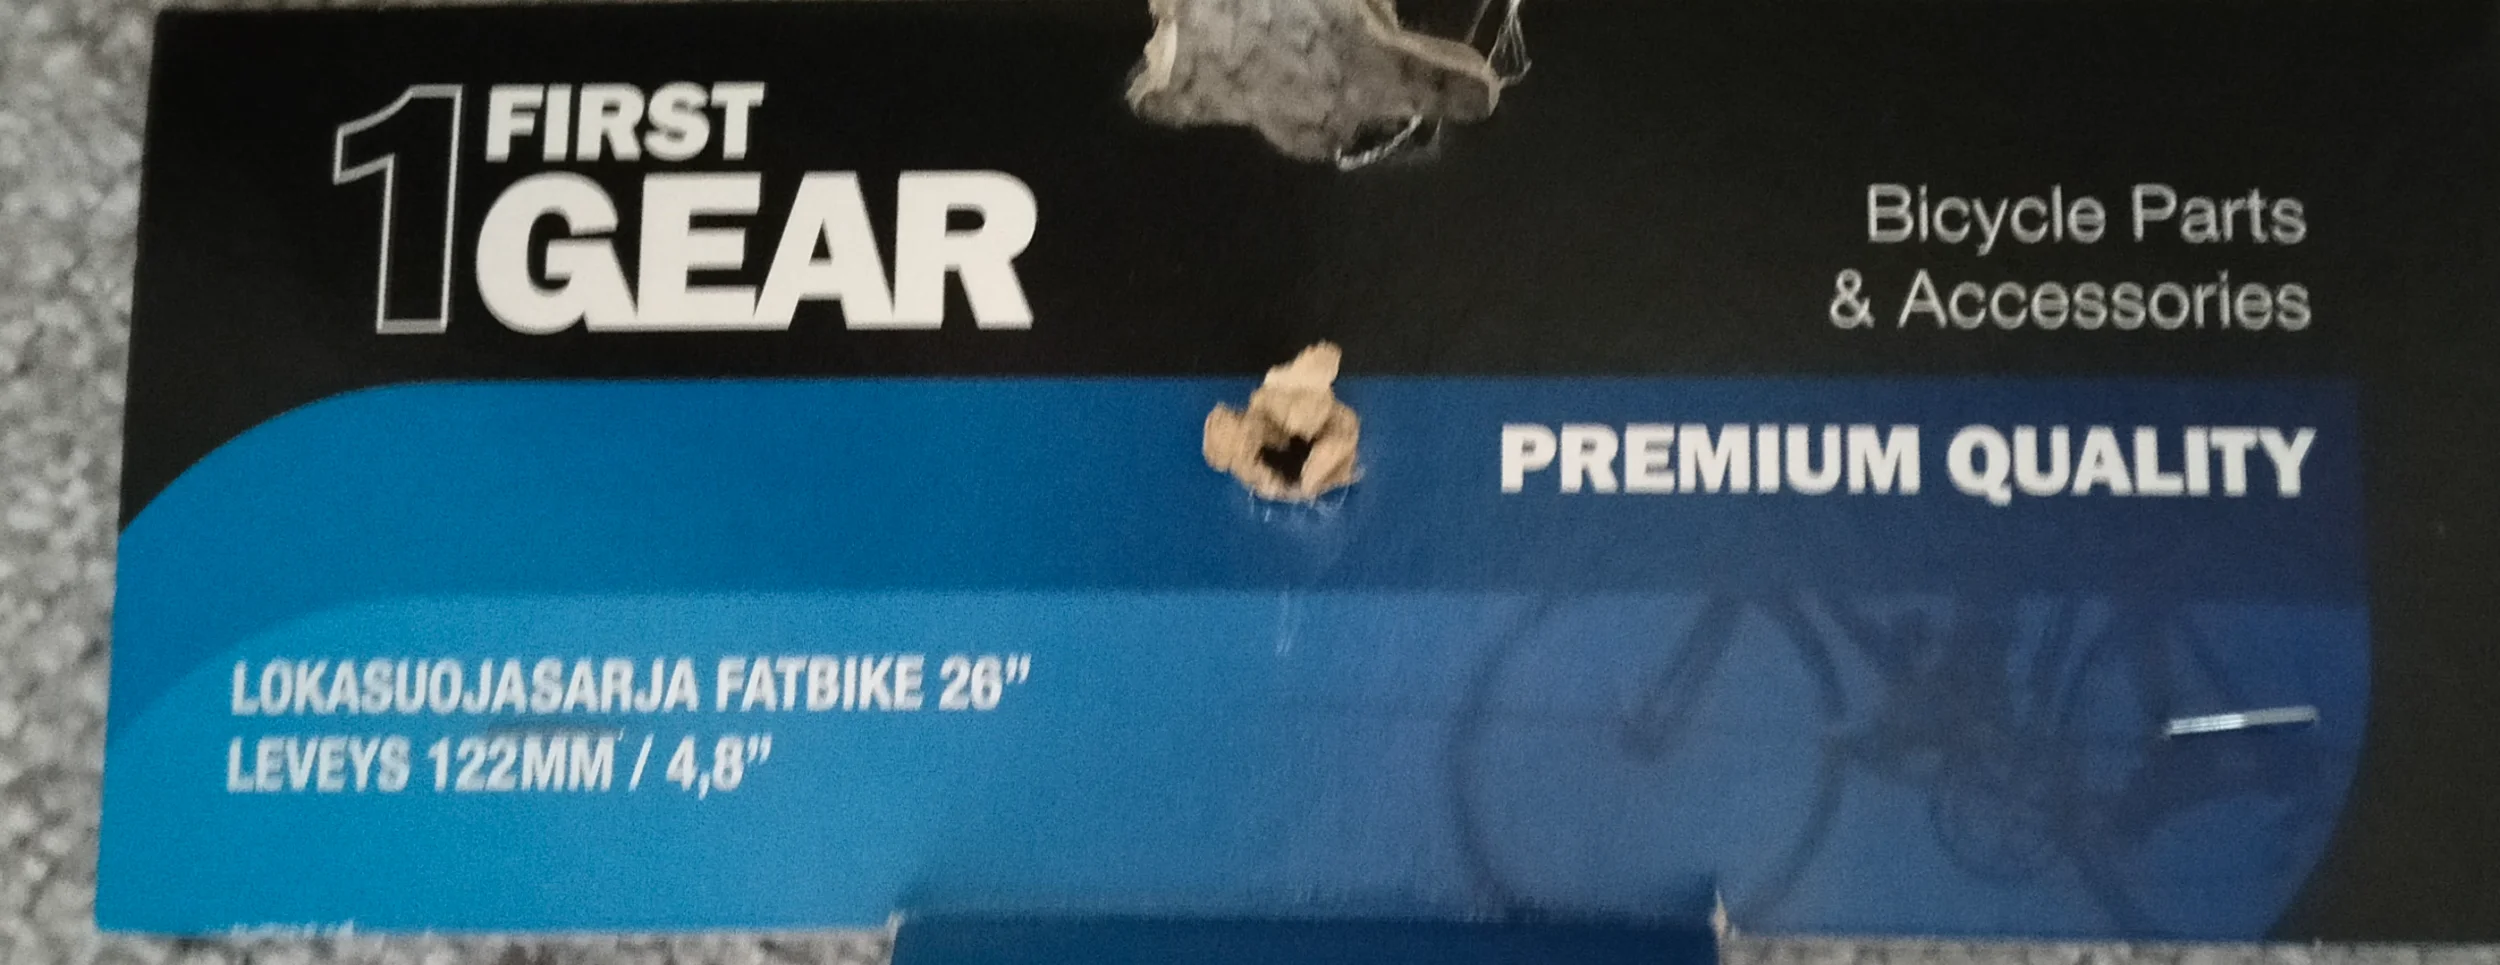 1 FIRST
GEAR
Bicycle Parts
& Accessories
PREMIUM QUALITY
LOKASUOJASARJA FATBIKE 26”
LEVEYS 122MM / 4,8”